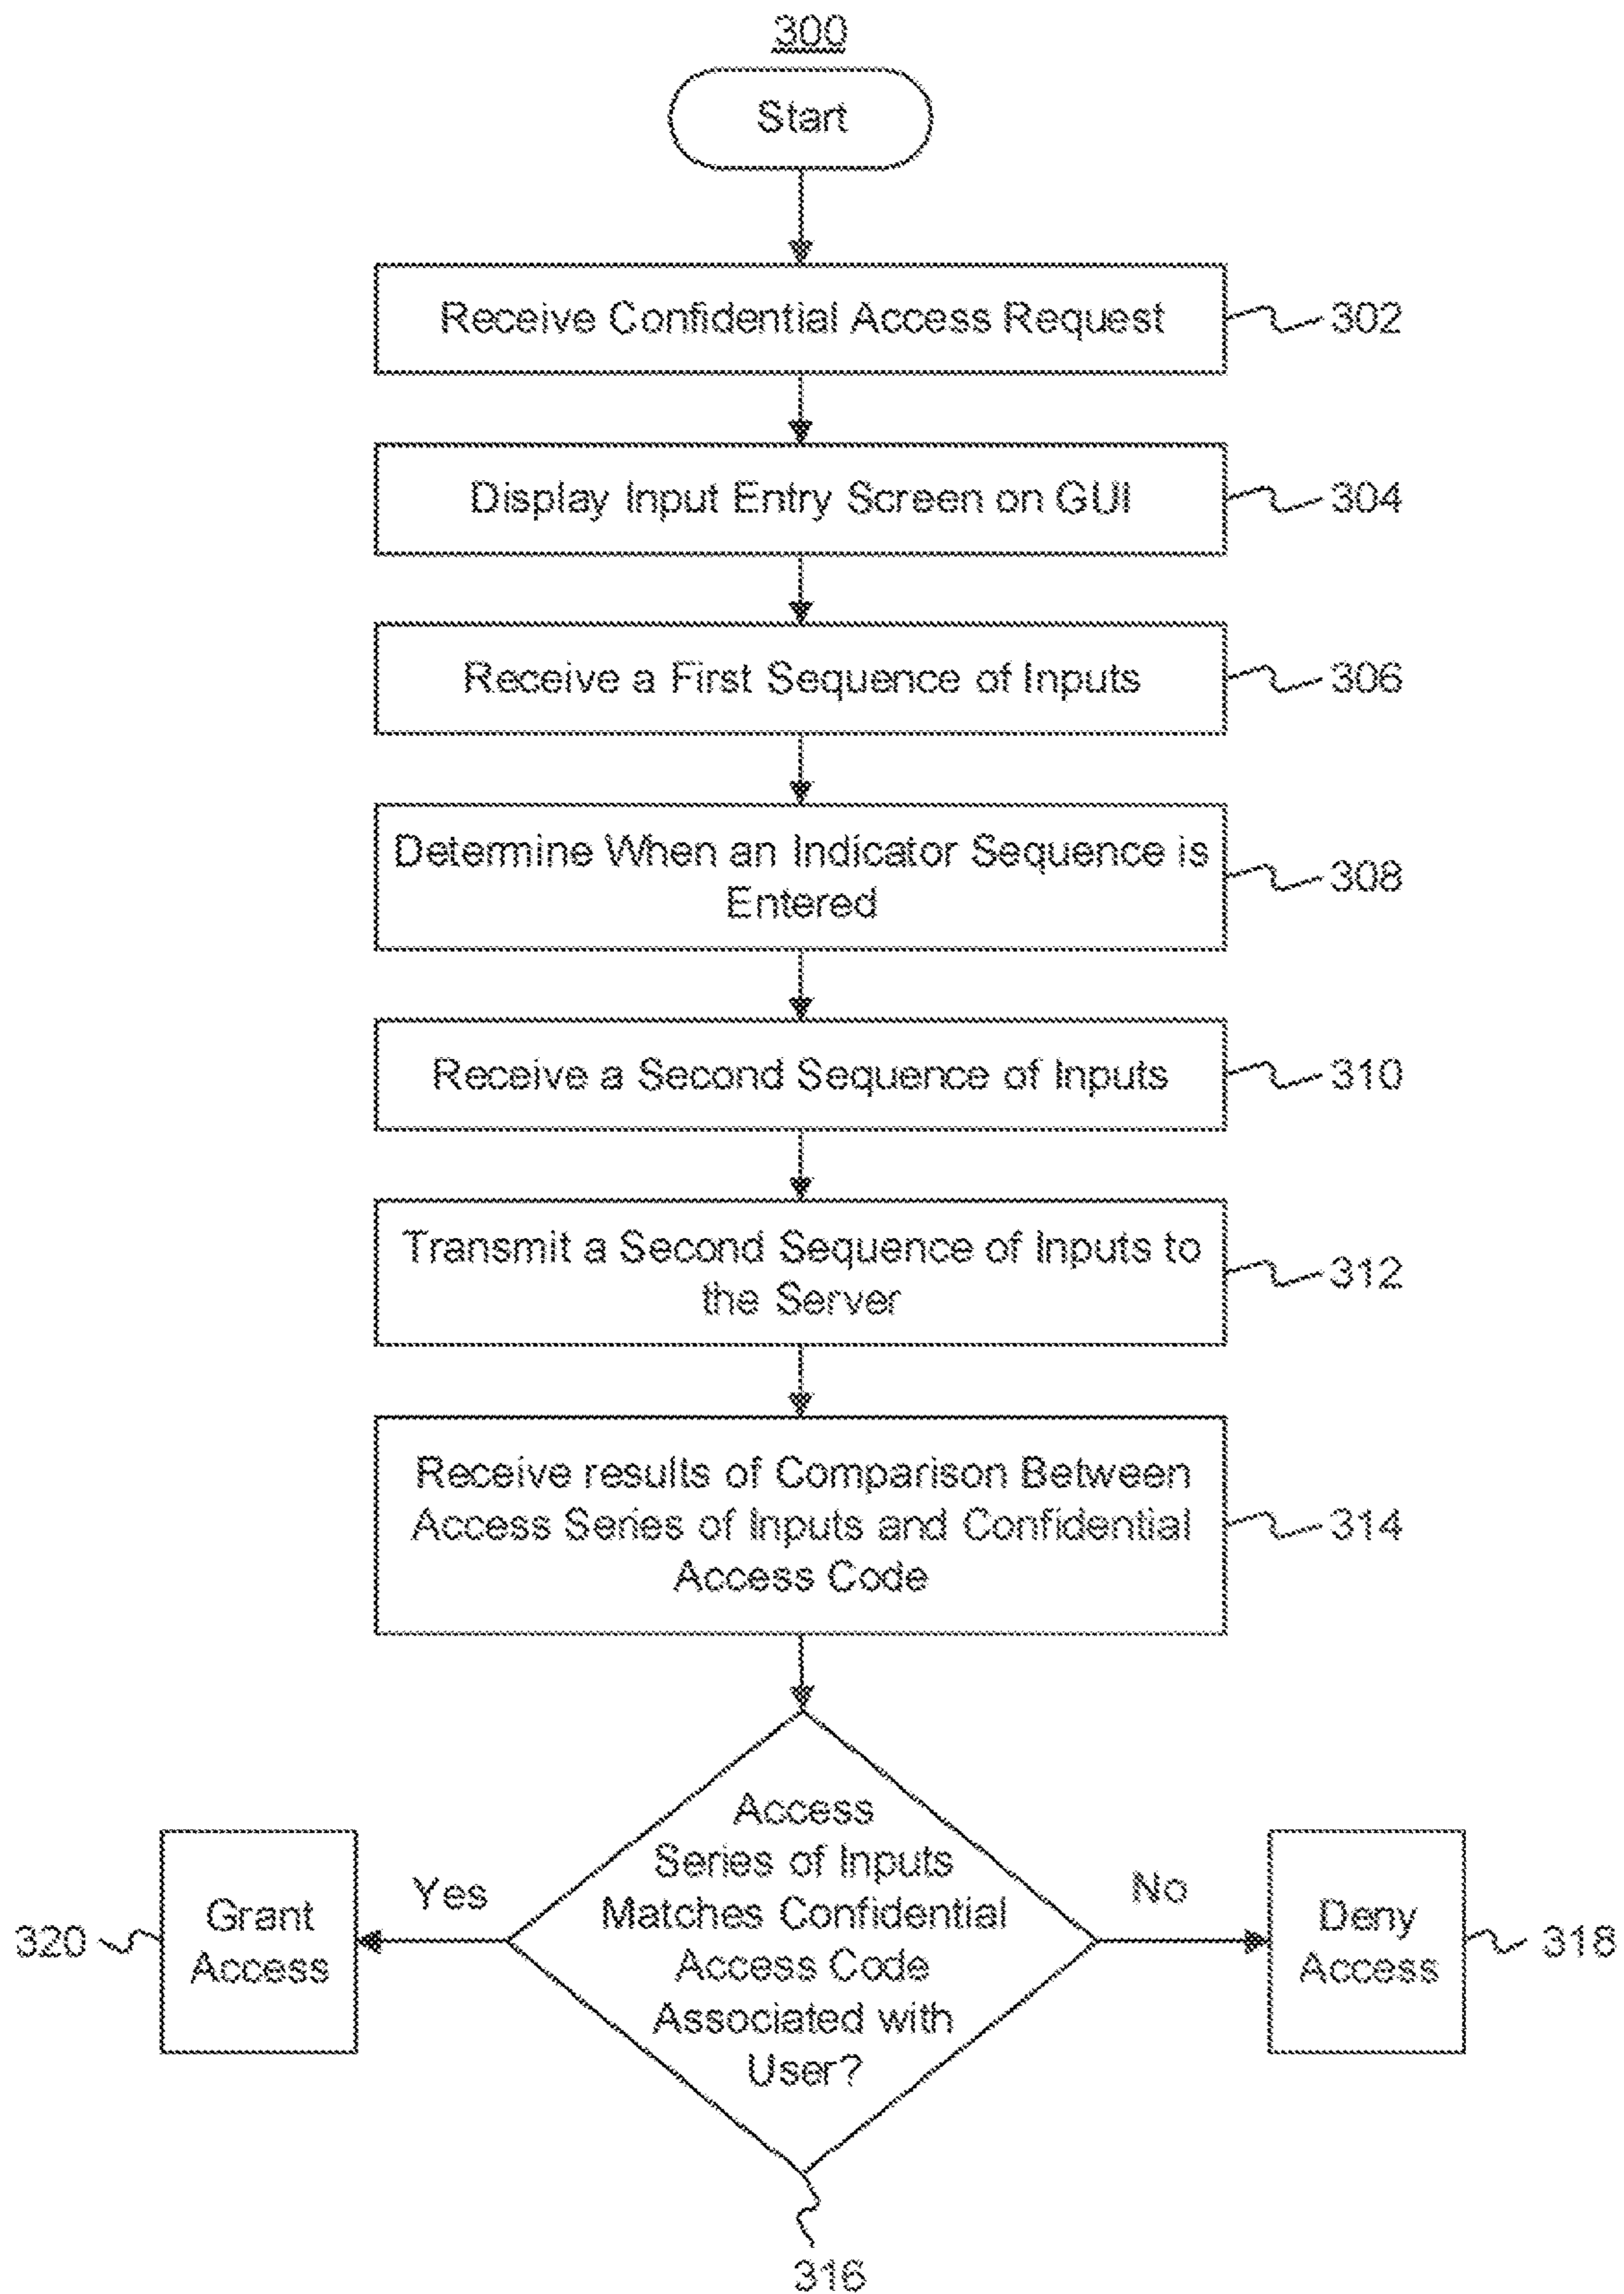 300
Start
Receive Confidential Access Request
302
Display Input Entry Screen on GUI
304
Receive a First Sequence of Inputs
306
Determine When an Indicator Sequence is
Entered
308
Receive a Second Sequence of Inputs
310
Transmit a Second Sequence of Inputs to
the Server
312
Receive results of Comparison Between
Access Series of Inputs and Confidential
Access Code
314
Access
Series of Inputs
Matches Confidential
Access Code
Associated with
User?
Yes
No
Grant
Access
320
Deny
Access
318
316